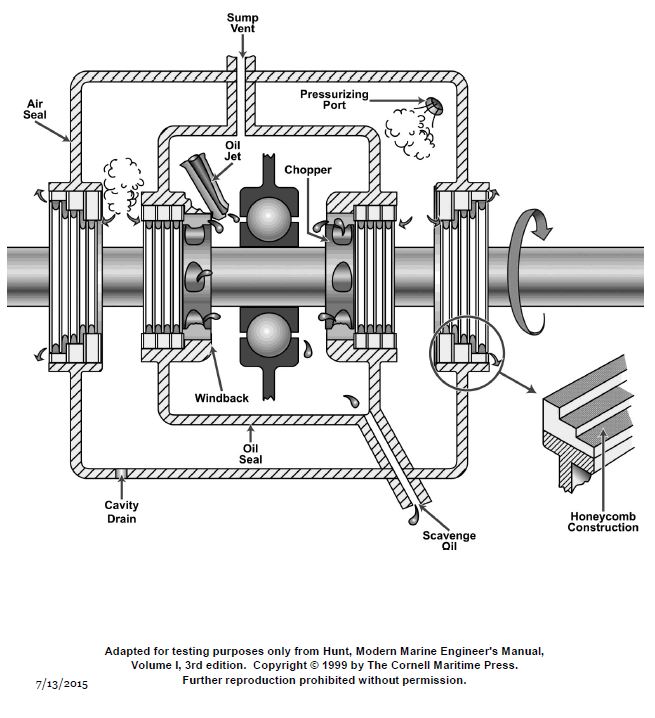 Sump
Vent
Pressurizing
Port
Air
Seal
Oil
Jet
Chopper
Windback
Oil
Seal
Cavity
Drain
Scavenge
Oil
Honeycomb
Construction
Adapted for testing purposes only from Hunt, Modern Marine Engineer's Manual,
Volume I, 3rd edition. Copyright © 1999 by The Cornell Maritime Press.
Further reproduction prohibited without permission.
7/13/2015